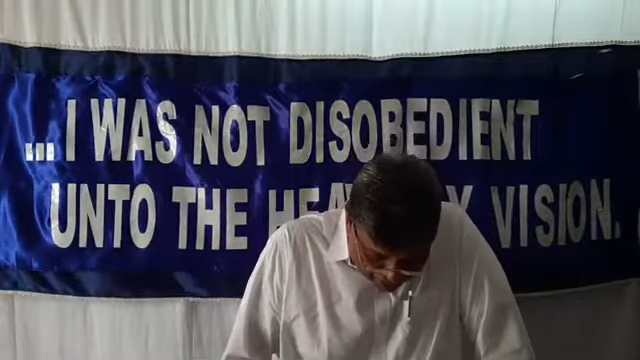 ...I WAS NOT DISOBEDIENT
UNTO THE VISION.